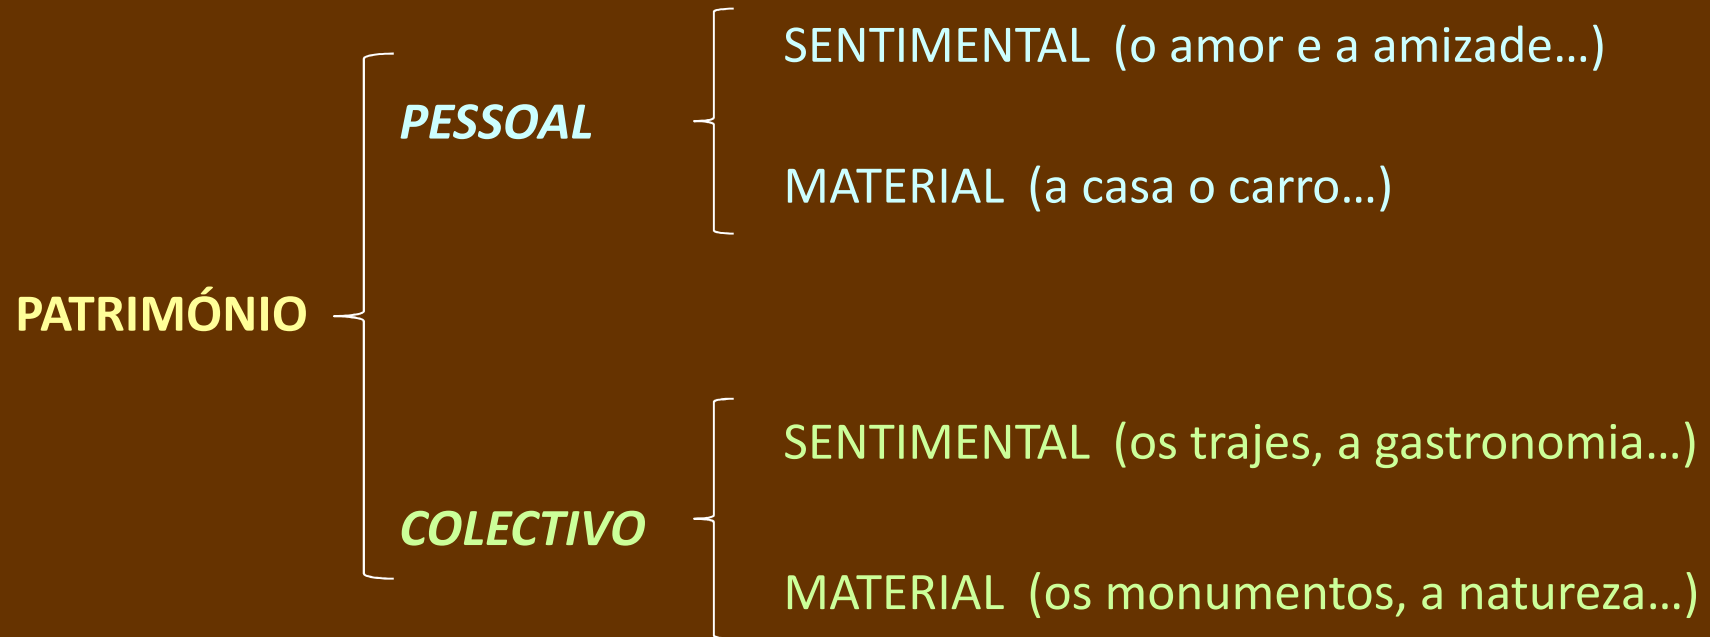 SENTIMENTAL (o amor e a amizade...)
PESSOAL
MATERIAL (a casa o carro...)
PATRIMÓNIO
SENTIMENTAL (os trajes, a gastronomia...)
COLECTIVO
MATERIAL (os monumentos, a natureza...)